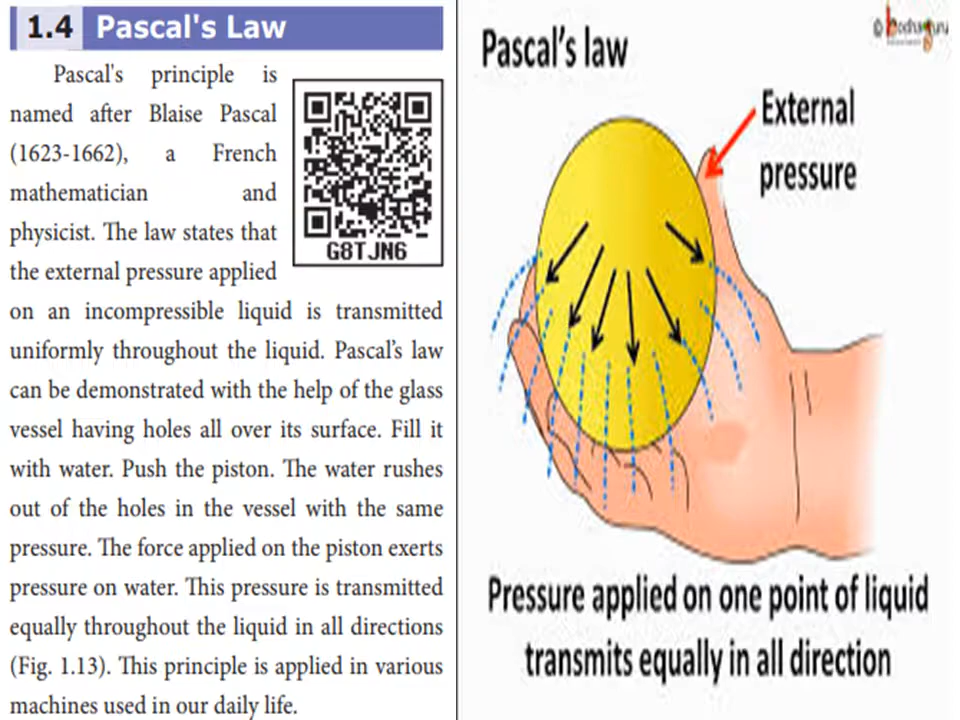 1.4 Pascal's Law
Pascal's principle is
named after Blaise Pascal
(1623-1662), a French
mathematician and
physicist. The law states that
the external pressure applied
G8TJN6
on an incompressible liquid is transmitted
uniformly throughout the liquid. Pascal's law
can be demonstrated with the help of the glass
vessel having holes all over its surface. Fill it
with water. Push the piston. The water rushes
out of the holes in the vessel with the same
pressure. The force applied on the piston exerts
pressure on water. This pressure is transmitted
equally throughout the liquid in all directions
(Fig. 1.13). This principle is applied in various
machines used in our daily life.
Pascal's law
External
pressure
Pressure applied on one point of liquid
transmits equally in all direction